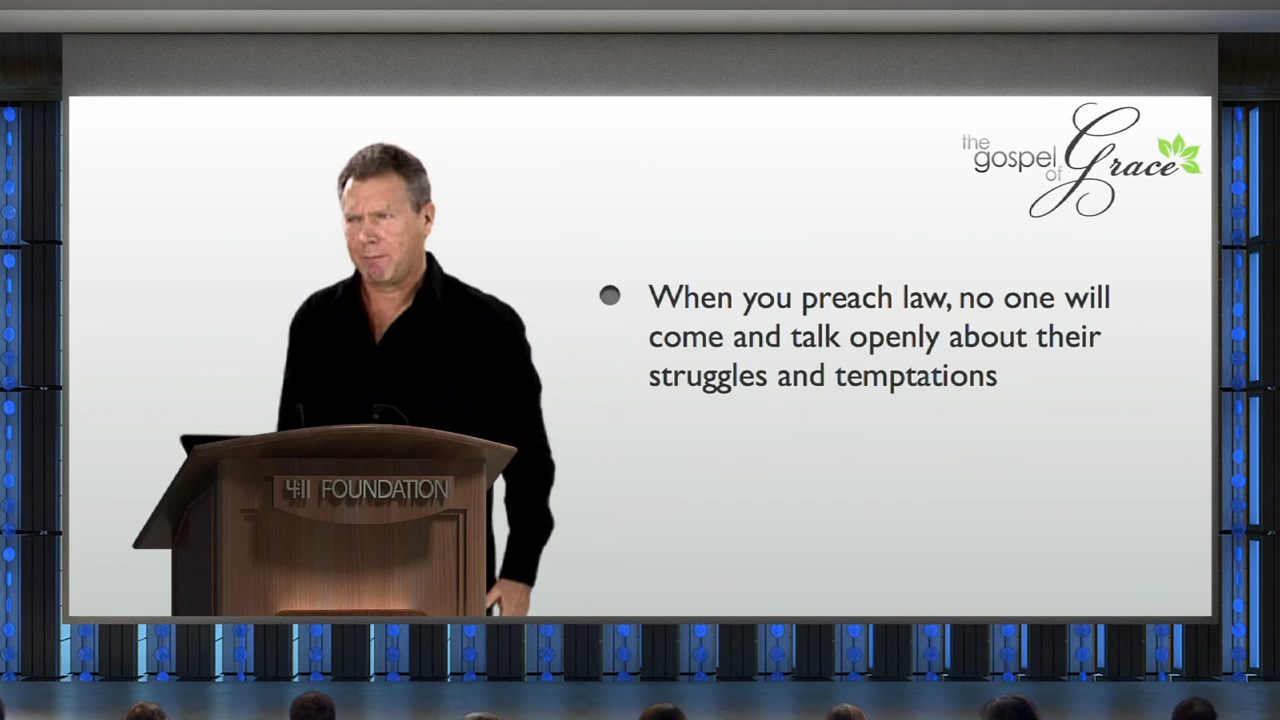 the
gospel
of
Grace
When you preach law, no one will
come and talk openly about their
struggles and temptations
4:11 FOUNDATION